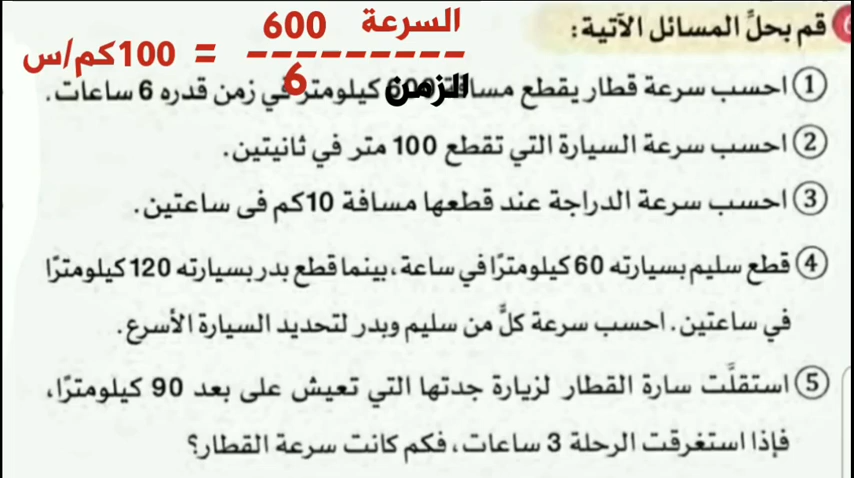 السرعة 600
= 100كم/س
الزمن 6
6 قم بحلِّ المسائل الآتية:
① احسب سرعة قطار يقطع مسافة 600 كيلومتر في زمن قدره 6 ساعات.
② احسب سرعة السيارة التي تقطع 100 متر في ثانيتين.
③ احسب سرعة الدراجة عند قطعها مسافة 10كم فى ساعتين.
④ قطع سليم بسيارته 60 كيلومترًا في ساعة، بينما قطع بدر بسيارته 120 كيلومترًا
في ساعتين. احسب سرعة كلٍّ من سليم وبدر لتحديد السيارة الأسرع.
⑤ استقلَّت سارة القطار لزيارة جدتها التي تعيش على بعد 90 كيلومترًا،
فإذا استغرقت الرحلة 3 ساعات، فكم كانت سرعة القطار؟